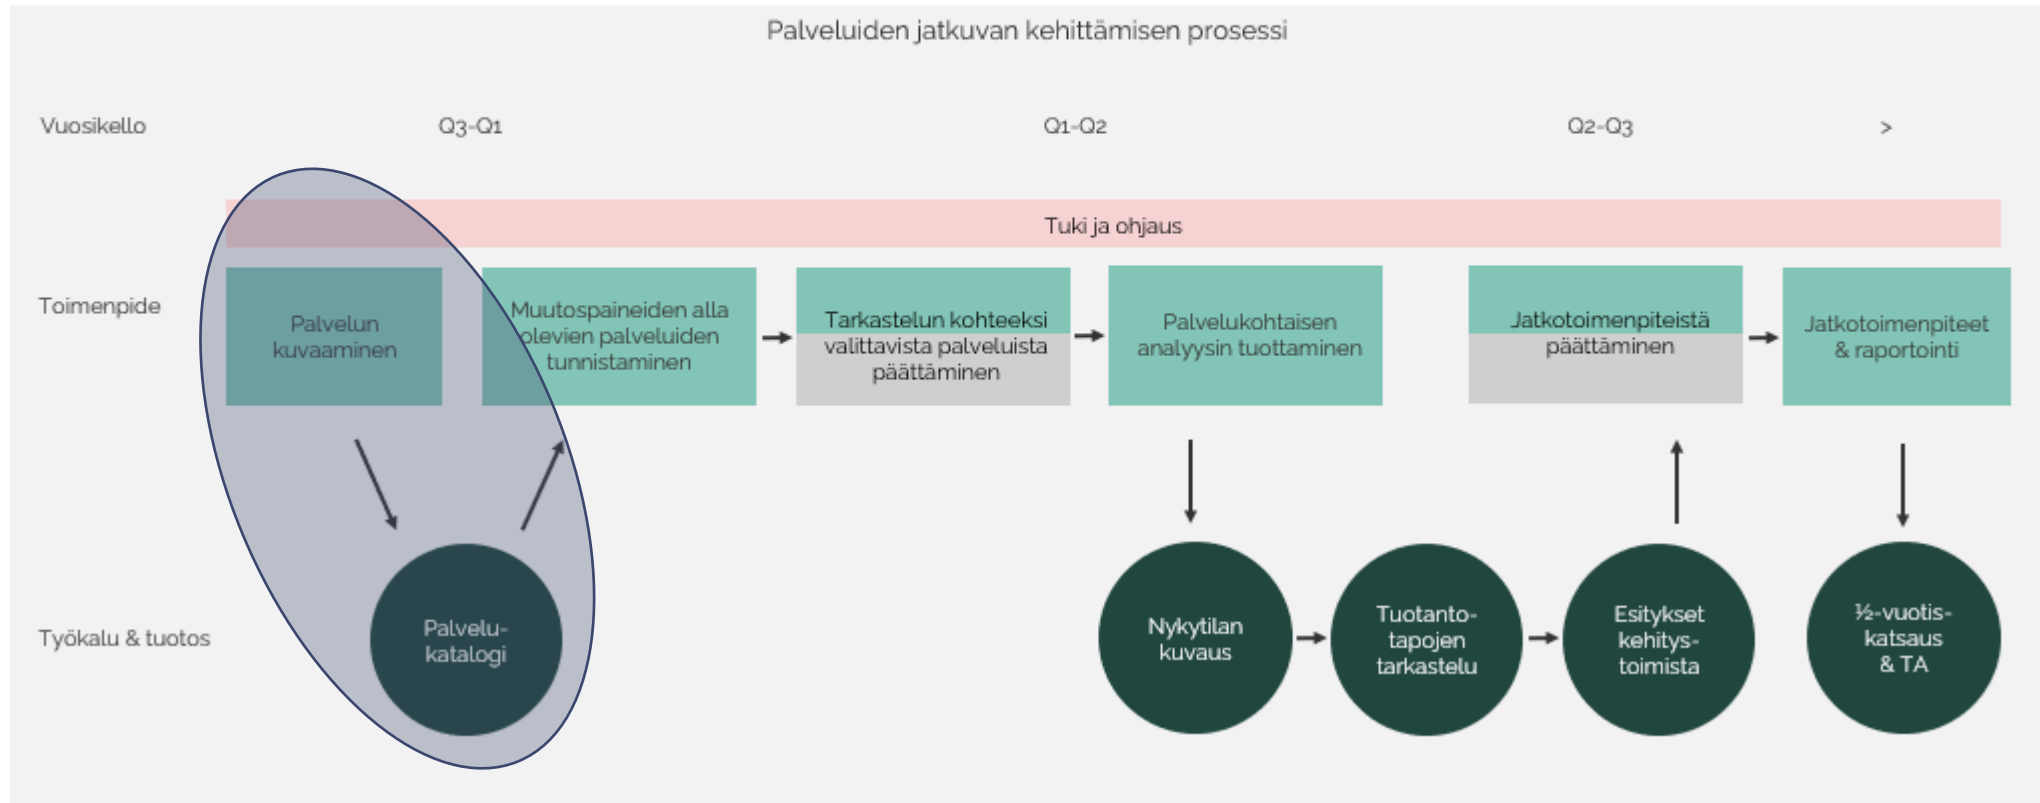 Palveluiden jatkuvan kehittämisen prosessi
Vuosikello
Q3-Q1
Q1-Q2
Q2-Q3
>
Tuki ja ohjaus
Toimenpide
Palvelun
kuvaaminen
Muutospaineiden alla
olevien palveluiden
tunnistaminen
Tarkastelun kohteeksi
valittavista palveluista
päättäminen
Palvelukohtaisen
analyysin tuottaminen
Jatkotoimenpiteistä
päättäminen
Jatkotoimenpiteet
& raportointi
Työkalu & tuotos
Palvelu-
katalogi
Nykytilan
kuvaus
Tuotanto-
tapojen
tarkastelu
Esitykset
kehitys-
toimista
½-vuotis-
katsaus
& TA